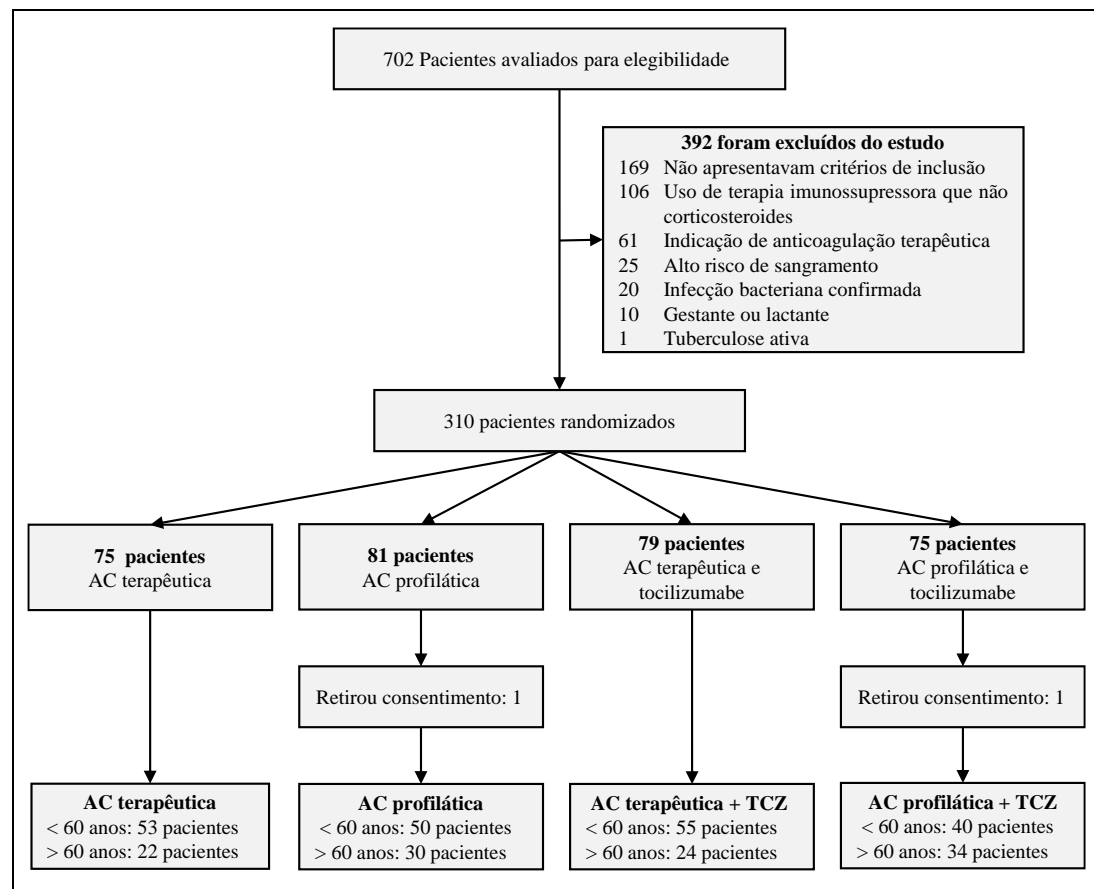 702 Pacientes avaliados para elegibilidade
392 foram excluídos do estudo
169 Não apresentavam critérios de inclusão
106 Uso de terapia imunossupressora que não
corticosteroides
61 Indicação de anticoagulação terapêutica
25 Alto risco de sangramento
20 Infecção bacteriana confirmada
10 Gestante ou lactante
1 Tuberculose ativa
310 pacientes randomizados
75 pacientes
AC terapêutica
81 pacientes
AC profilática
79 pacientes
AC terapêutica e
tocilizumabe
75 pacientes
AC profilática e
tocilizumabe
Retirou consentimento: 1
Retirou consentimento: 1
AC terapêutica
< 60 anos: 53 pacientes
> 60 anos: 22 pacientes
AC profilática
< 60 anos: 50 pacientes
> 60 anos: 30 pacientes
AC terapêutica + TCZ
< 60 anos: 55 pacientes
> 60 anos: 24 pacientes
AC profilática + TCZ
< 60 anos: 40 pacientes
> 60 anos: 34 pacientes